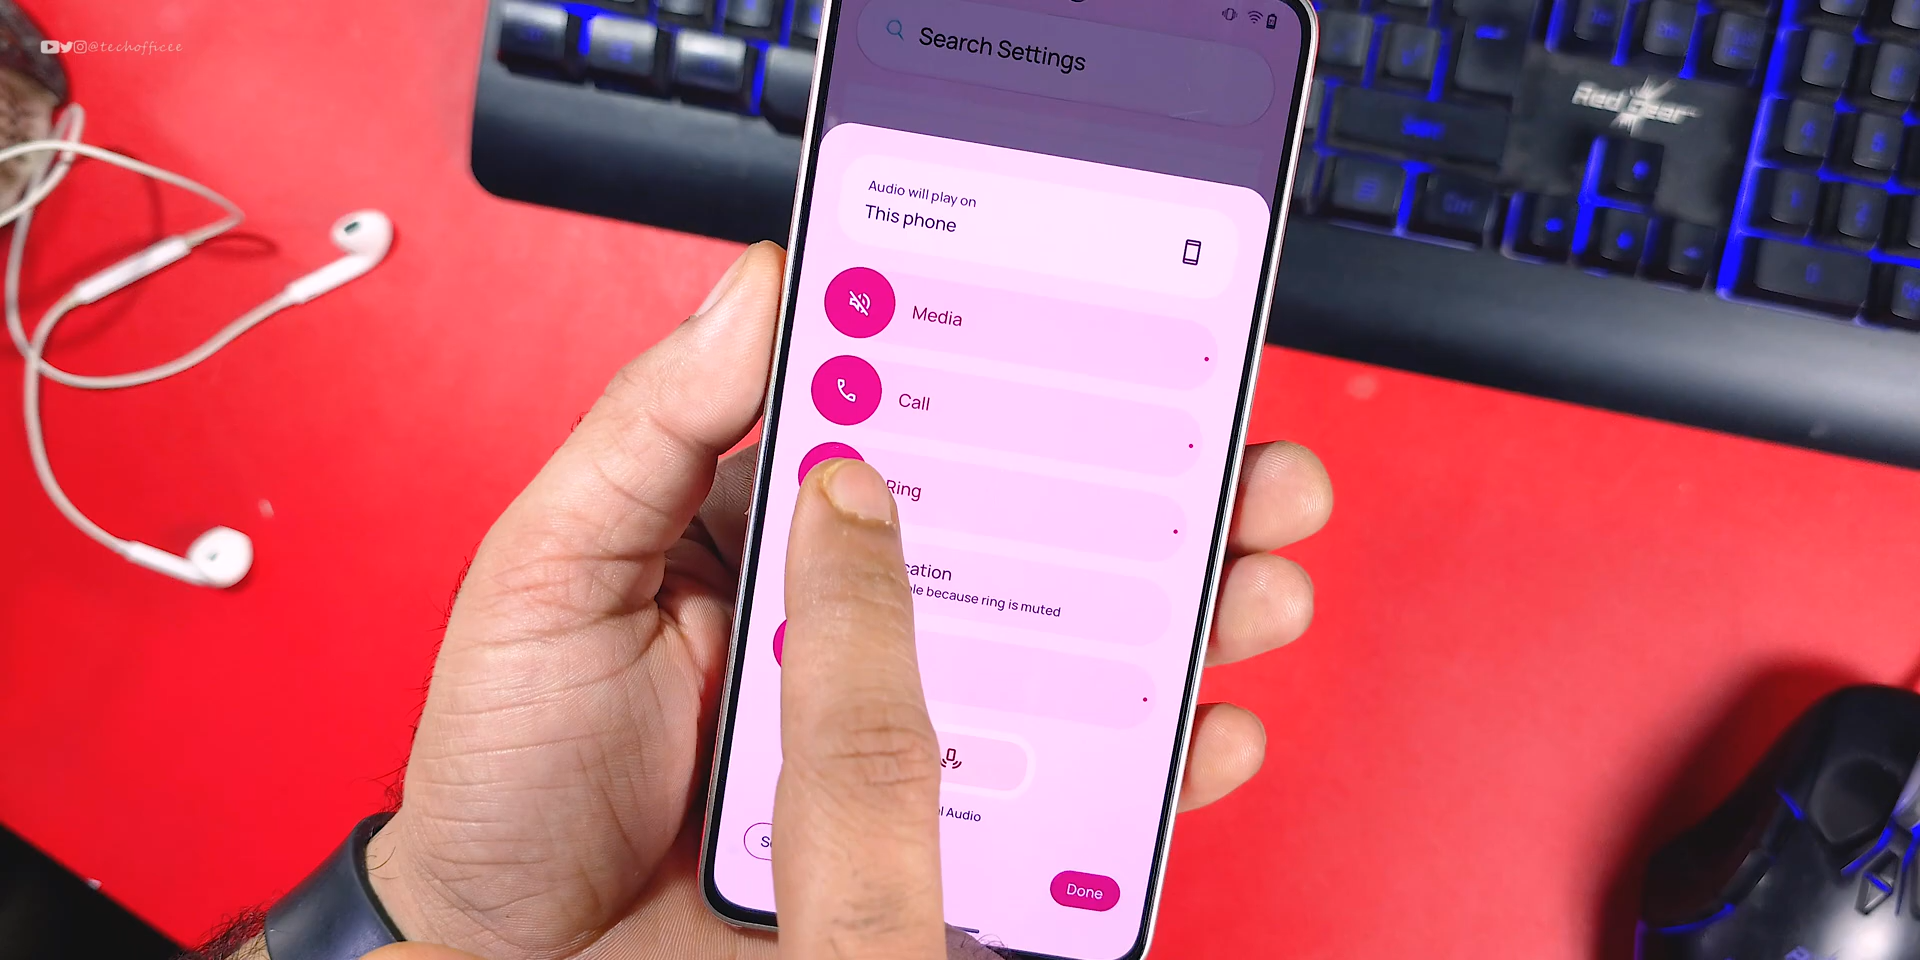 @techofficee
Search Settings
Audio will play on
This phone
Media
Call
Ring
cation
ble because ring is muted
l Audio
S
Done
Red Gear